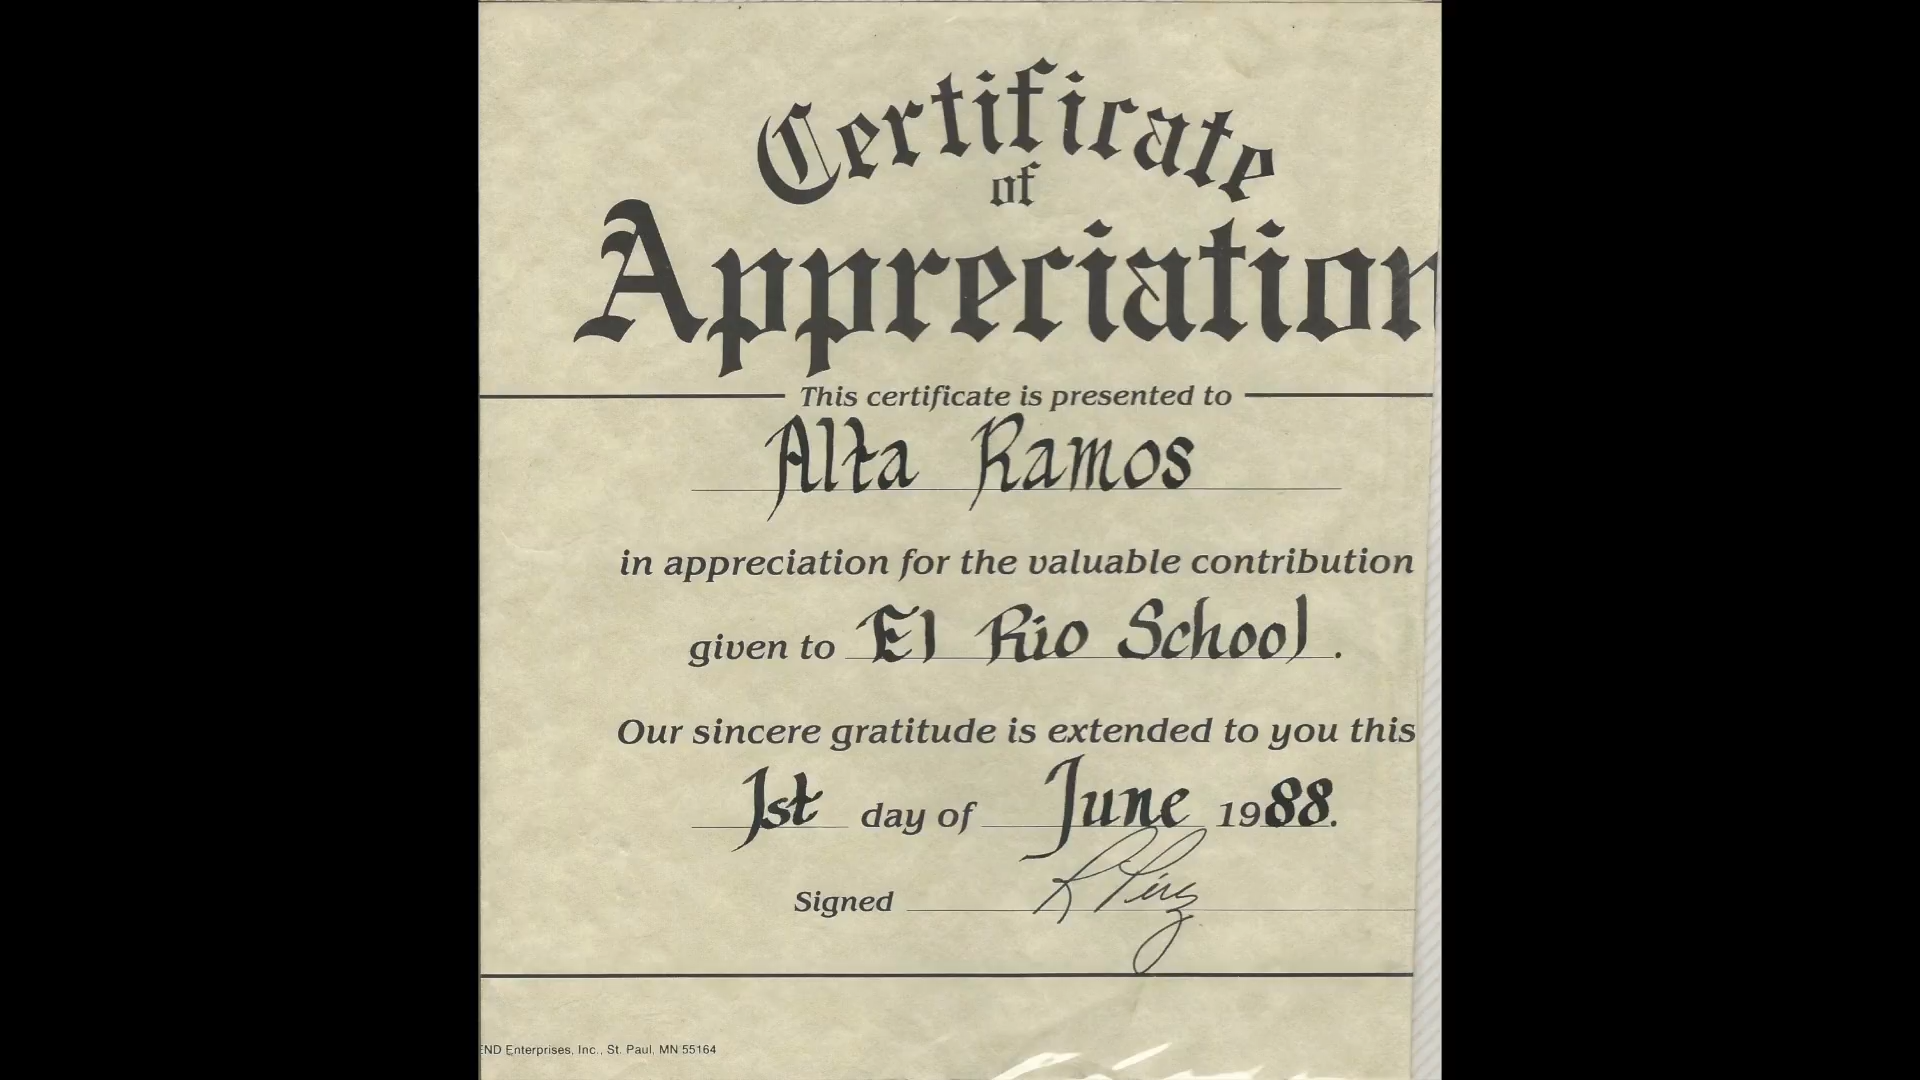 Certificate
of
Appreciation
This certificate is presented to
Alta Ramos
in appreciation for the valuable contribution
given to El Rio School.
Our sincere gratitude is extended to you this
1st day of June 1988.
Signed
END Enterprises, Inc., St. Paul, MN 55164